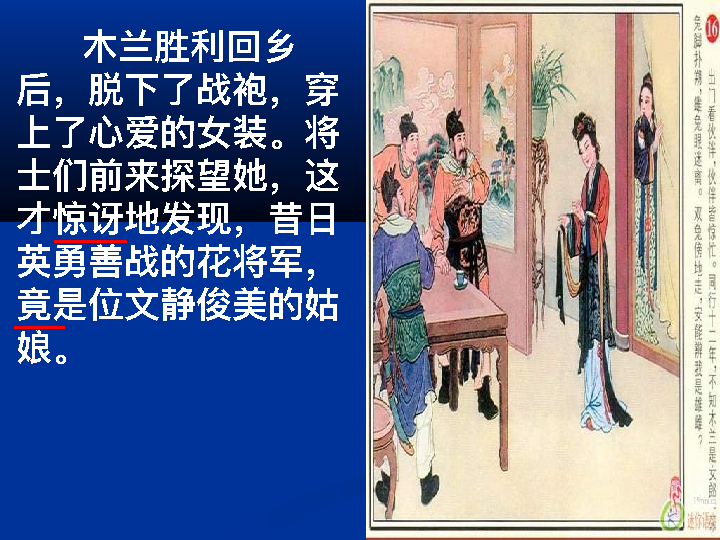 木兰胜利回乡
后，脱下了战袍，穿
上了心爱的女装。将
士们前来探望她，这
才惊讶地发现，昔日
英勇善战的花将军，
竟是位文静俊美的姑
娘。
16
出门看伙伴，伙伴皆惊忙。同行十二年，不知木兰是女郎。雄
兔脚扑朔，雌兔眼迷离。双兔傍地走，安能辨我是雄雌？
迷你语文